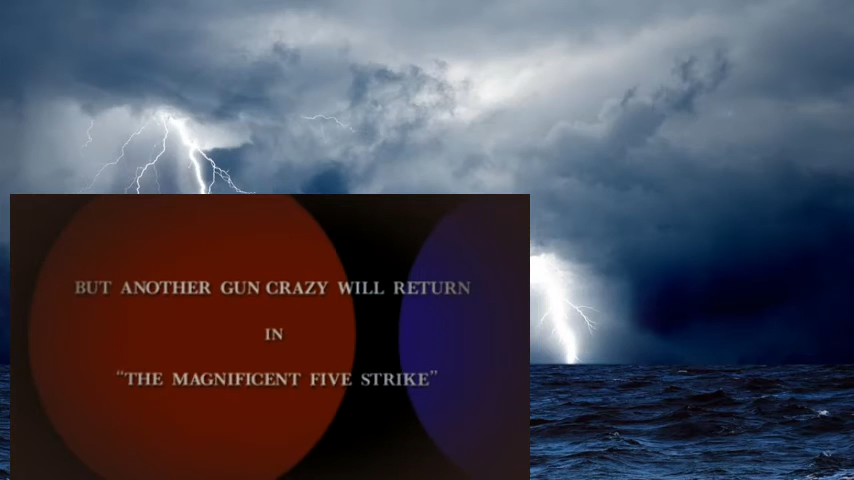 BUT ANOTHER GUN CRAZY WILL RETURN
IN
“THE MAGNIFICENT FIVE STRIKE”